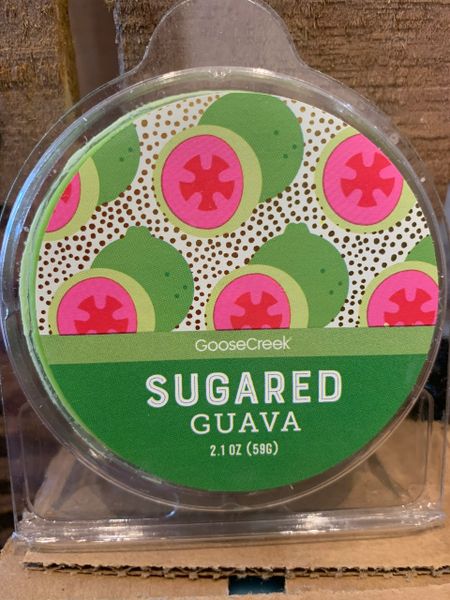 GooseCreek
SUGARED
GUAVA
2.1 OZ (59G)